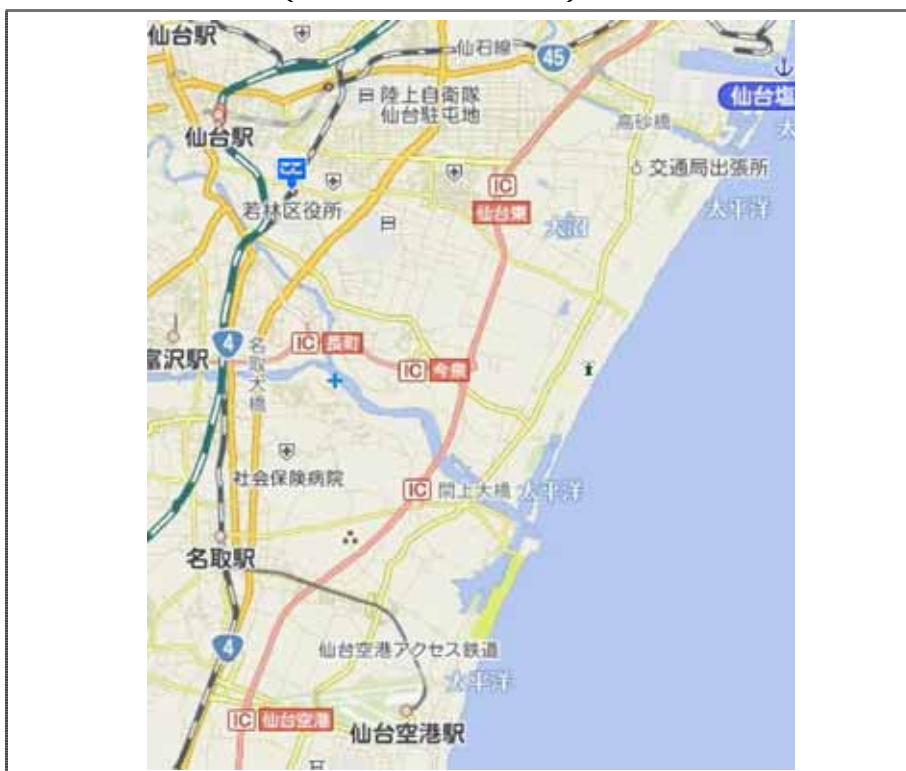 仙台駅
仙石線
45
陸上自衛隊
仙台駐屯地
仙台塩
太
仙台駅
高砂橋
交通局出張所
若林区役所
IC
仙台東
大沼
太平洋
4
名取大橋
IC 長町
IC 今泉
富沢駅
社会保険病院
IC
閖上大橋
太平洋
名取駅
4
仙台空港アクセス鉄道
太平洋
IC 仙台空港
仙台空港駅